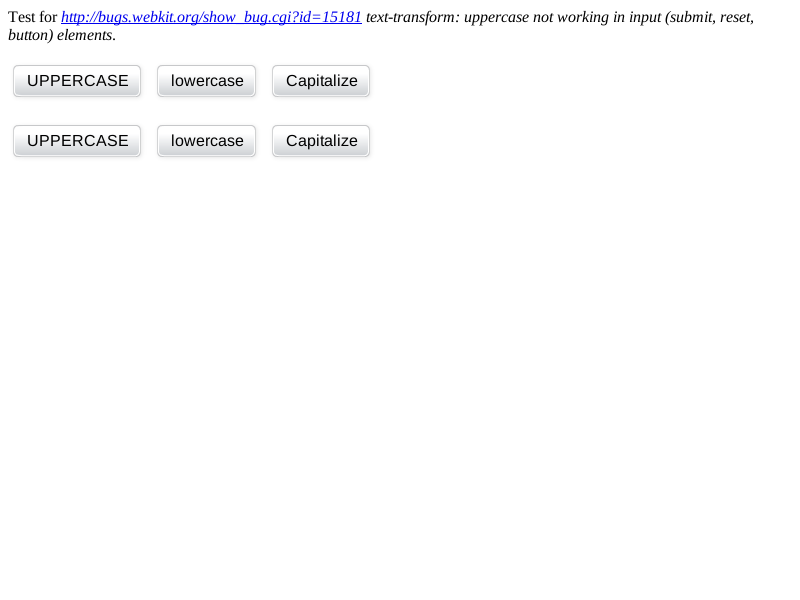 Test for http://bugs.webkit.org/show_bug.cgi?id=15181 text-transform: uppercase not working in input (submit, reset,
button) elements.
UPPERCASE lowercase Capitalize
UPPERCASE lowercase Capitalize